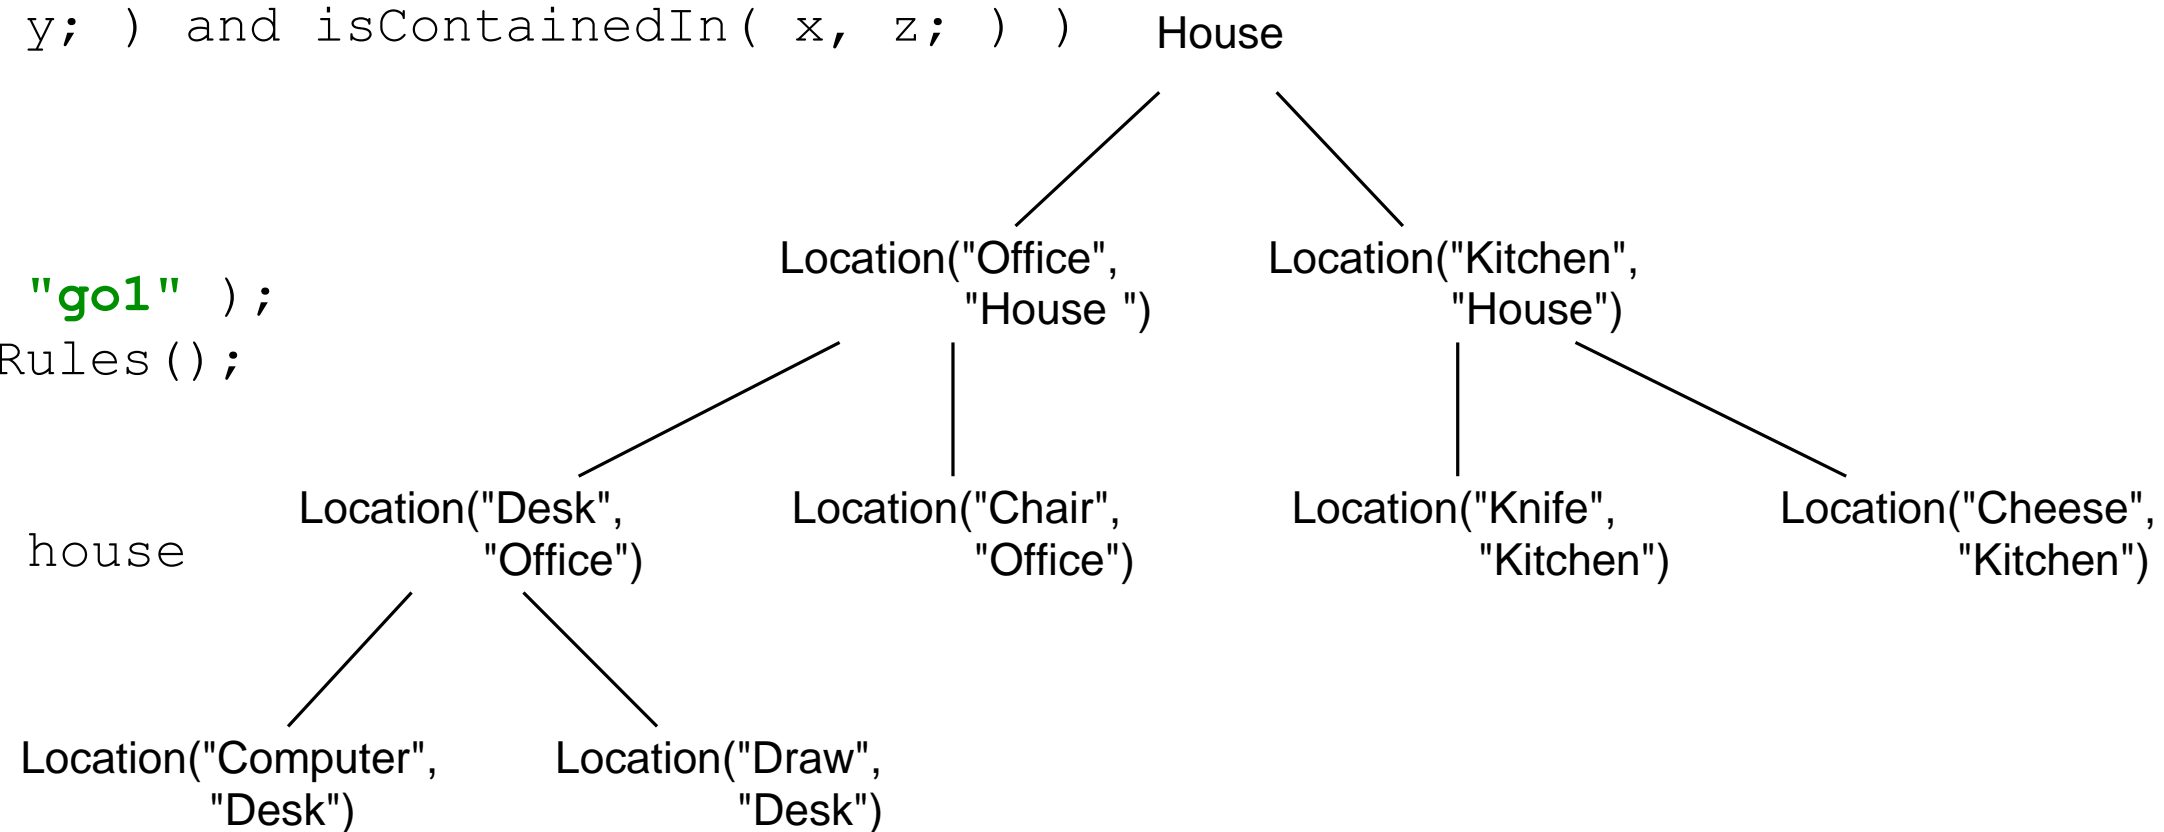 y; ) and isContainedIn( x, z; ) )
House
Location("Office",
"House ")
Location("Kitchen",
"House")
"go1" );
Rules();
Location("Desk",
"Office")
Location("Chair",
"Office")
Location("Knife",
"Kitchen")
Location("Cheese",
"Kitchen")
house
Location("Computer",
"Desk")
Location("Draw",
"Desk")